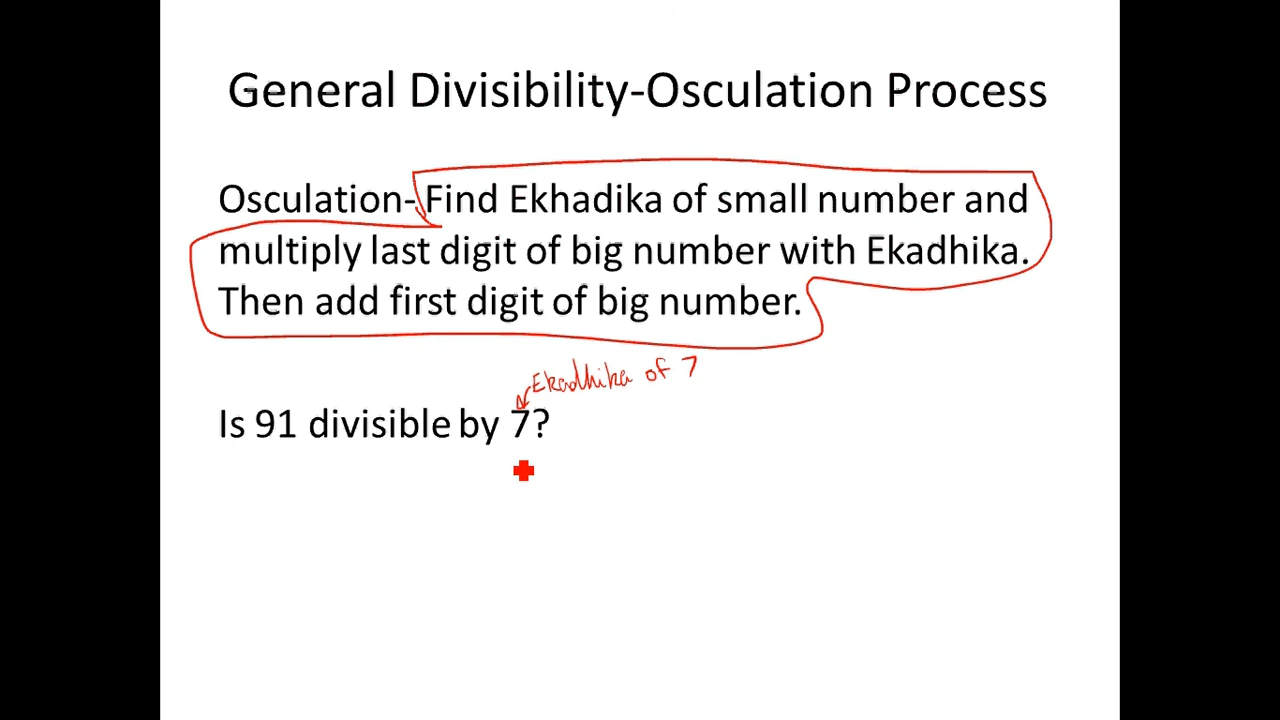 General Divisibility-Osculation Process
Osculation- Find Ekhadika of small number and
multiply last digit of big number with Ekadhika.
Then add first digit of big number.
Ekadhika of 7
Is 91 divisible by 7?